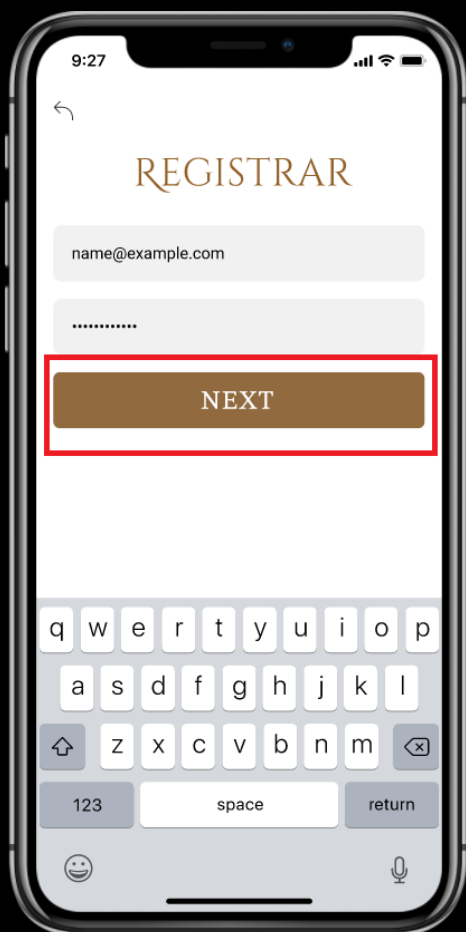 9:27
REGISTRAR
name@example.com
••••••••••••
NEXT
q w e r t y u i o p
a s d f g h j k l
z x c v b n m
123 space return